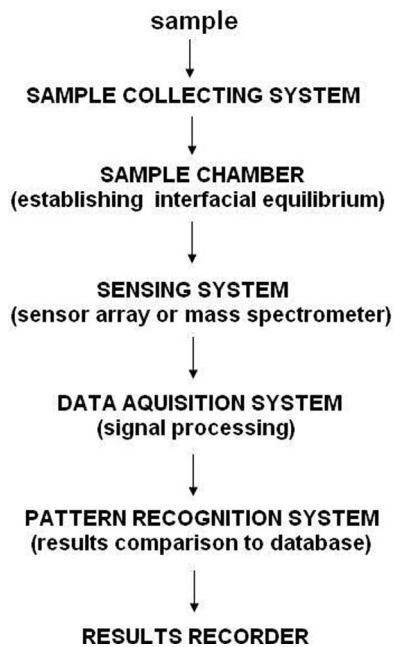 sample
SAMPLE COLLECTING SYSTEM
SAMPLE CHAMBER
(establishing interfacial equilibrium)
SENSING SYSTEM
(sensor array or mass spectrometer)
DATA AQUISITION SYSTEM
(signal processing)
PATTERN RECOGNITION SYSTEM
(results comparison to database)
RESULTS RECORDER